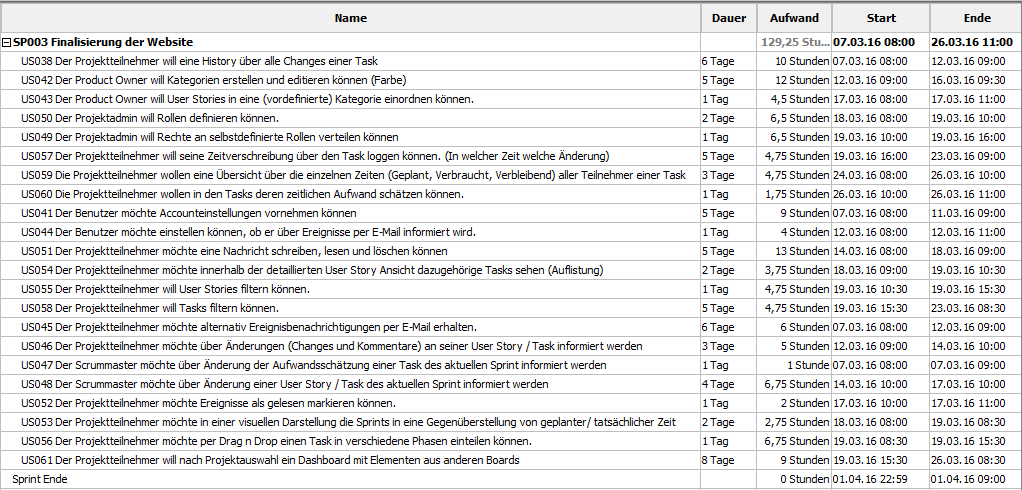 Name Dauer Aufwand Start Ende
SP003 Finalisierung der Website 129,25 Stu... 07.03.16 08:00 26.03.16 11:00
US038 Der Projektteilnehmer will eine History über alle Changes einer Task 6 Tage 10 Stunden 07.03.16 08:00 12.03.16 09:00
US042 Der Product Owner will Kategorien erstellen und editieren können (Farbe) 5 Tage 12 Stunden 12.03.16 09:00 16.03.16 09:30
US043 Der Product Owner will User Stories in eine (vordefinierte) Kategorie einordnen können. 1 Tag 4,5 Stunden 17.03.16 08:00 17.03.16 11:00
US050 Der Projektadmin will Rollen definieren können. 2 Tage 6,5 Stunden 18.03.16 08:00 19.03.16 10:00
US049 Der Projektadmin will Rechte an selbstdefinierte Rollen verteilen können 1 Tag 6,5 Stunden 19.03.16 10:00 19.03.16 16:00
US057 Der Projektteilnehmer will seine Zeitverschreibung über den Task loggen können. (In welcher Zeit welche Änderung) 5 Tage 4,75 Stunden 19.03.16 16:00 23.03.16 09:00
US059 Die Projektteilnehmer wollen eine Übersicht über die einzelnen Zeiten (Geplant, Verbraucht, Verbleibend) aller Teilnehmer einer Task 3 Tage 4,75 Stunden 24.03.16 08:00 26.03.16 10:00
US060 Die Projektteilnehmer wollen in den Tasks deren zeitlichen Aufwand schätzen können. 1 Tag 1,75 Stunden 26.03.16 10:00 26.03.16 11:00
US041 Der Benutzer möchte Accounteinstellungen vornehmen können 5 Tage 9 Stunden 07.03.16 08:00 11.03.16 09:00
US044 Der Benutzer möchte einstellen können, ob er über Ereignisse per E-Mail informiert wird. 1 Tag 4 Stunden 12.03.16 08:00 12.03.16 11:00
US051 Der Projektteilnehmer möchte eine Nachricht schreiben, lesen und löschen können 5 Tage 13 Stunden 14.03.16 08:00 18.03.16 09:00
US054 Der Projektteilnehmer möchte innerhalb der detaillierten User Story Ansicht dazugehörige Tasks sehen (Auflistung) 2 Tage 3,75 Stunden 18.03.16 09:00 19.03.16 10:30
US055 Der Projektteilnehmer will User Stories filtern können. 1 Tag 4,75 Stunden 19.03.16 10:30 19.03.16 15:30
US058 Der Projektteilnehmer will Tasks filtern können. 5 Tage 4,75 Stunden 19.03.16 15:30 23.03.16 08:30
US045 Der Projektteilnehmer möchte alternativ Ereignisbenachrichtigungen per E-Mail erhalten. 6 Tage 6 Stunden 07.03.16 08:00 12.03.16 09:00
US046 Der Projektteilnehmer möchte über Änderungen (Changes und Kommentare) an seiner User Story / Task informiert werden 3 Tage 5 Stunden 12.03.16 09:00 14.03.16 10:00
US047 Der Scrummaster möchte über Änderung der Aufwandsschätzung einer Task des aktuellen Sprint informiert werden 1 Tag 1 Stunde 07.03.16 08:00 07.03.16 09:00
US048 Der Scrummaster möchte über Änderung einer User Story / Task des aktuellen Sprint informiert werden 4 Tage 6,75 Stunden 14.03.16 10:00 17.03.16 10:00
US052 Der Projektteilnehmer möchte Ereignisse als gelesen markieren können. 1 Tag 2 Stunden 17.03.16 10:00 17.03.16 11:00
US053 Der Projektteilnehmer möchte in einer visuellen Darstellung die Sprints in eine Gegenüberstellung von geplanter/ tatsächlicher Zeit 2 Tage 2,75 Stunden 18.03.16 08:00 19.03.16 08:30
US056 Der Projektteilnehmer möchte per Drag n Drop einen Task in verschiedene Phasen einteilen können. 1 Tag 6,75 Stunden 19.03.16 08:30 19.03.16 15:30
US061 Der Projektteilnehmer will nach Projektauswahl ein Dashboard mit Elementen aus anderen Boards 8 Tage 9 Stunden 19.03.16 15:30 26.03.16 08:30
Sprint Ende 0 Stunden 01.04.16 22:59 01.04.16 09:00